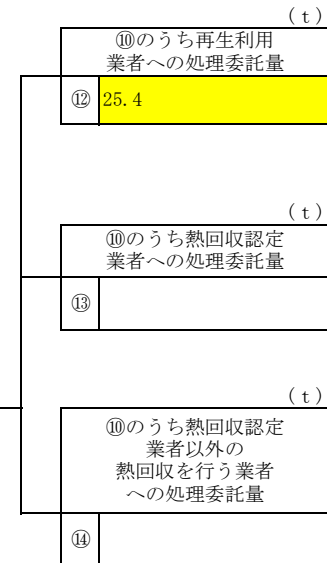 （ｔ）
⑩のうち再生利用
業者への処理委託量
⑫ 25.4
（ｔ）
⑩のうち熱回収認定
業者への処理委託量
⑬
（ｔ）
⑩のうち熱回収認定
業者以外の
熱回収を行う業者
への処理委託量
⑭